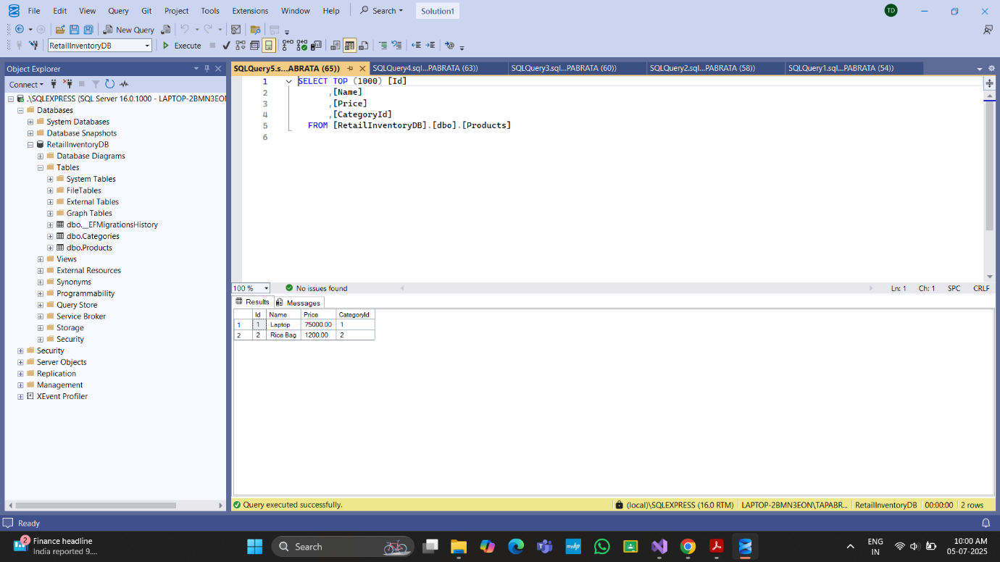 File Edit View Query Git Project Tools Extensions Window Help Search Solution1 TD
New Query
RetailInventoryDB Execute
Object Explorer
Connect
.\SQLEXPRESS (SQL Server 16.0.1000 - LAPTOP-2BMN3EON
Databases
System Databases
Database Snapshots
RetailInventoryDB
Database Diagrams
Tables
System Tables
FileTables
External Tables
Graph Tables
dbo.__EFMigrationsHistory
dbo.Categories
dbo.Products
Views
External Resources
Synonyms
Programmability
Query Store
Service Broker
Storage
Security
Security
Server Objects
Replication
Management
XEvent Profiler
SQLQuery5.s...ABRATA (65)) SQLQuery4.sql...PABRATA (63)) SQLQuery3.sql...PABRATA (60)) SQLQuery2.sql...PABRATA (58)) SQLQuery1.sql...PABRATA (54))
1 SELECT TOP (1000) [Id]
2 ,[Name]
3 ,[Price]
4 ,[CategoryId]
5 FROM [RetailInventoryDB].[dbo].[Products]
6
100 % No issues found Ln: 1 Ch: 1 SPC CRLF
Results Messages
Id Name Price CategoryId
1 1 Laptop 75000.00 1
2 2 Rice Bag 1200.00 2
Query executed successfully. (local)\SQLEXPRESS (16.0 RTM) LAPTOP-2BMN3EON\TAPABR... RetailInventoryDB 00:00:00 2 rows
Ready
2 Finance headline
India reported 9....
Search
mvhp
ENG
IN
10:00 AM
05-07-2025